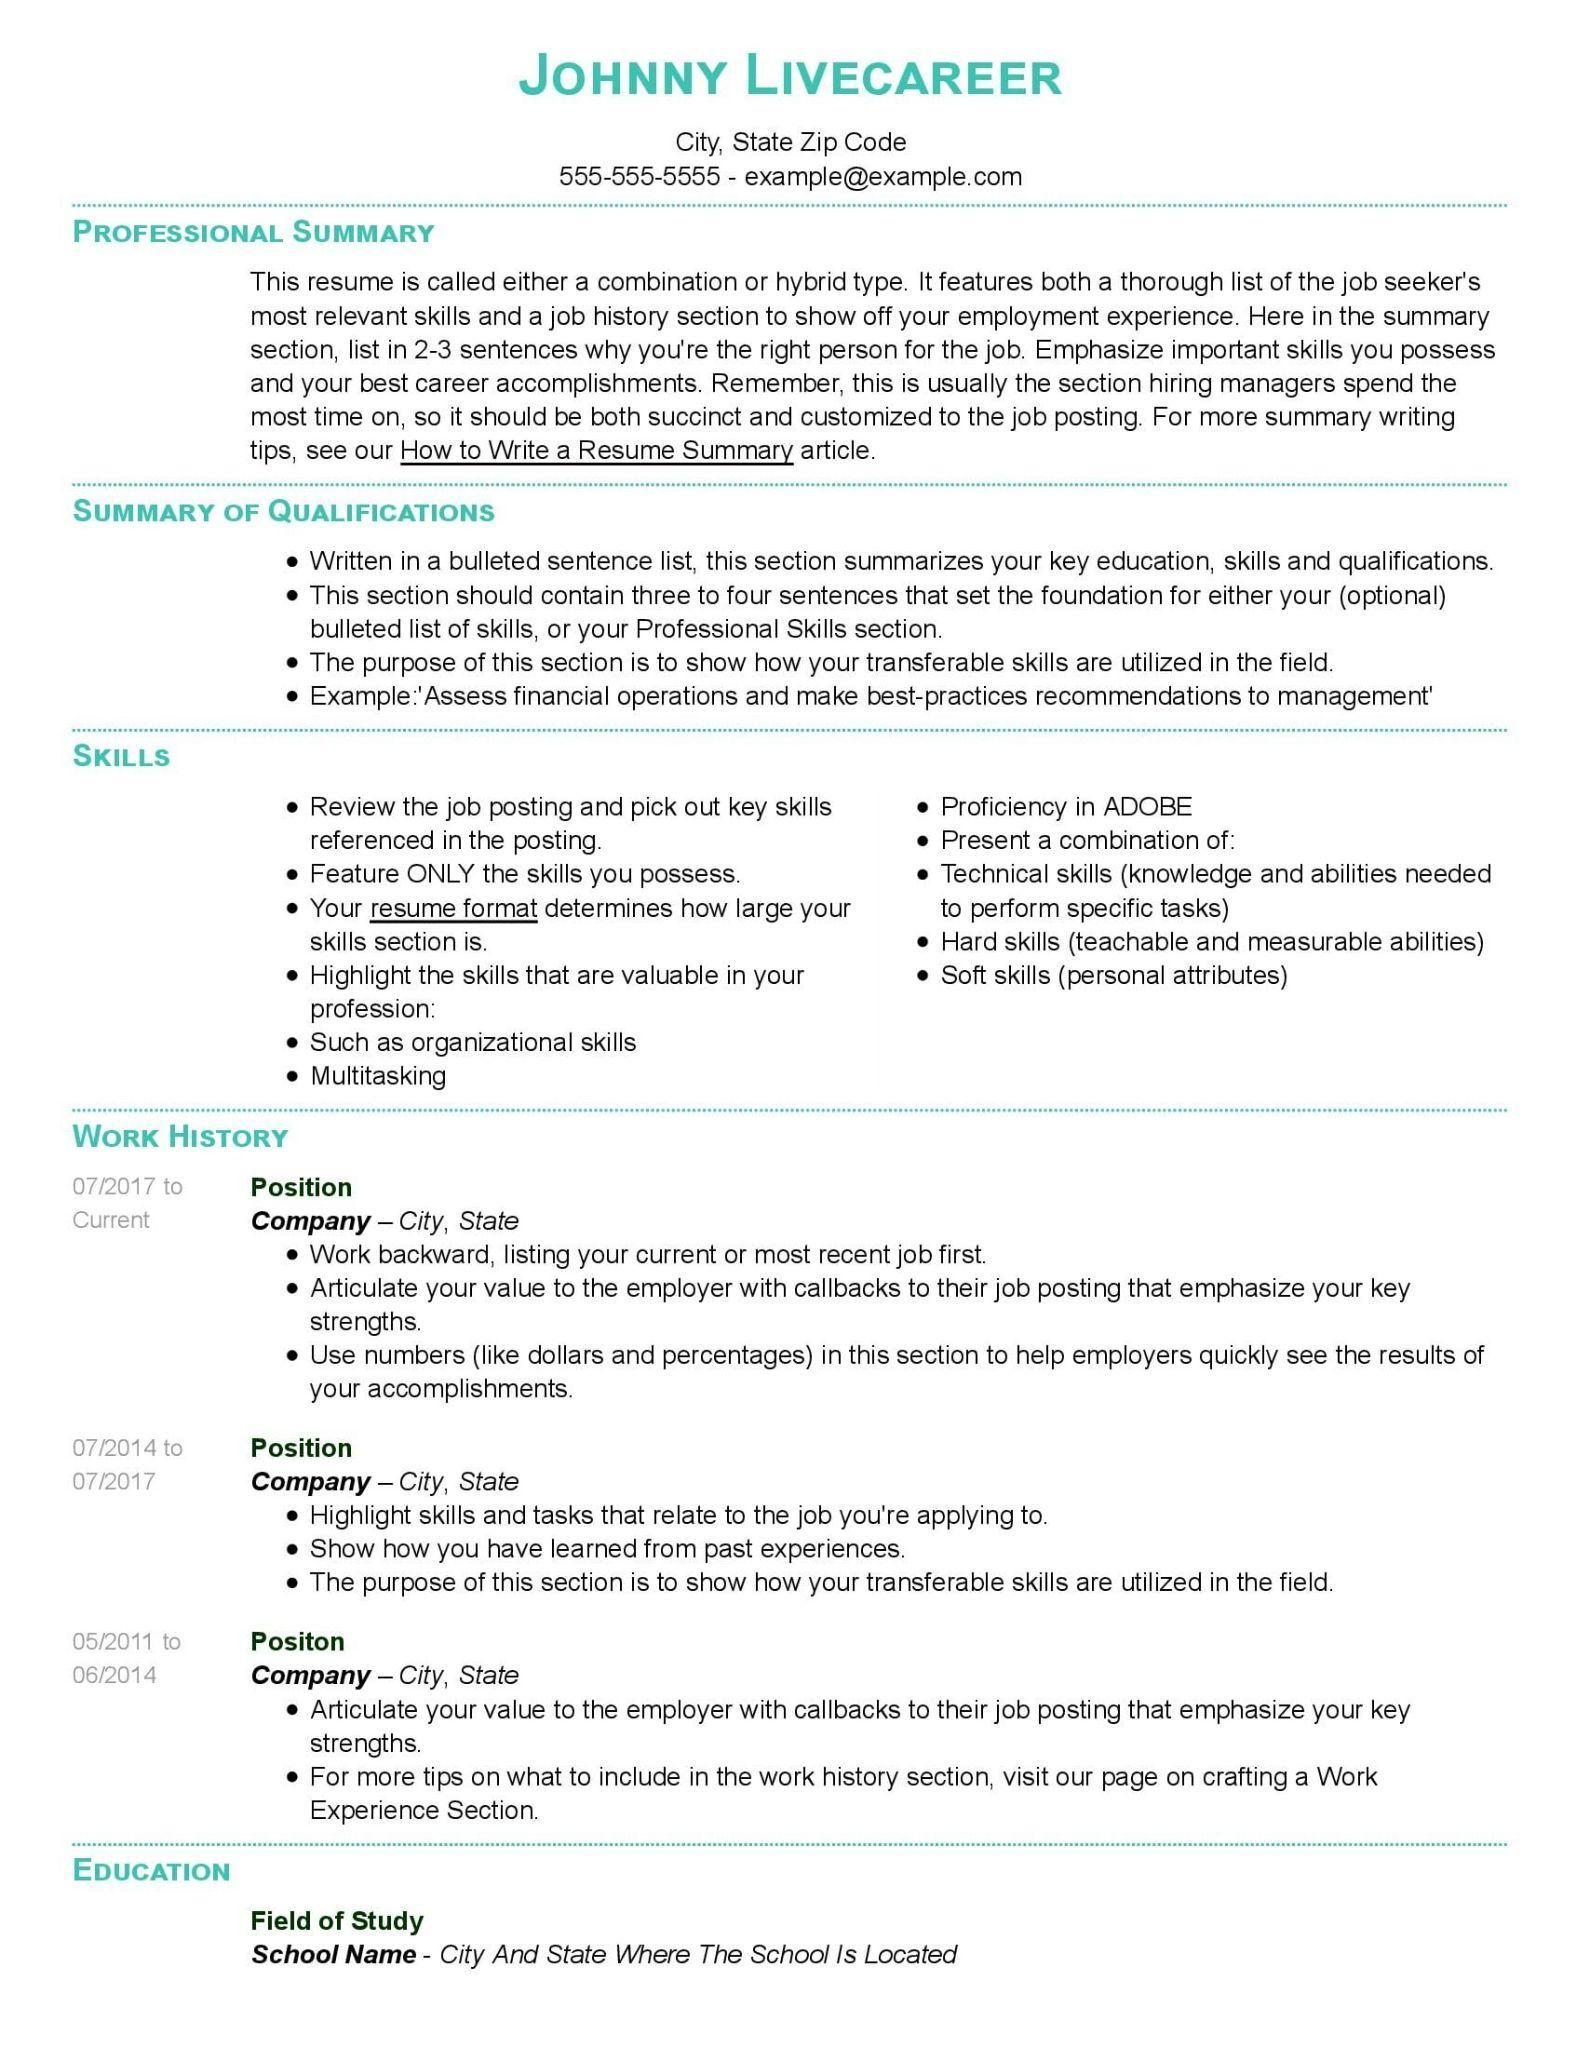 Johnny Livecareer
City, State Zip Code
555-555-5555 - example@example.com
Professional Summary
This resume is called either a combination or hybrid type. It features both a thorough list of the job seeker's
most relevant skills and a job history section to show off your employment experience. Here in the summary
section, list in 2-3 sentences why you're the right person for the job. Emphasize important skills you possess
and your best career accomplishments. Remember, this is usually the section hiring managers spend the
most time on, so it should be both succinct and customized to the job posting. For more summary writing
tips, see our How to Write a Resume Summary article.
Summary of Qualifications
• Written in a bulleted sentence list, this section summarizes your key education, skills and qualifications.
• This section should contain three to four sentences that set the foundation for either your (optional)
bulleted list of skills, or your Professional Skills section.
• The purpose of this section is to show how your transferable skills are utilized in the field.
• Example:'Assess financial operations and make best-practices recommendations to management'
Skills
• Review the job posting and pick out key skills
referenced in the posting.
• Feature ONLY the skills you possess.
• Your resume format determines how large your
skills section is.
• Highlight the skills that are valuable in your
profession:
• Such as organizational skills
• Multitasking
• Proficiency in ADOBE
• Present a combination of:
• Technical skills (knowledge and abilities needed
to perform specific tasks)
• Hard skills (teachable and measurable abilities)
• Soft skills (personal attributes)
Work History
07/2017 to
Current
Position
Company – City, State
• Work backward, listing your current or most recent job first.
• Articulate your value to the employer with callbacks to their job posting that emphasize your key
strengths.
• Use numbers (like dollars and percentages) in this section to help employers quickly see the results of
your accomplishments.
07/2014 to
07/2017
Position
Company – City, State
• Highlight skills and tasks that relate to the job you're applying to.
• Show how you have learned from past experiences.
• The purpose of this section is to show how your transferable skills are utilized in the field.
05/2011 to
06/2014
Positon
Company – City, State
• Articulate your value to the employer with callbacks to their job posting that emphasize your key
strengths.
• For more tips on what to include in the work history section, visit our page on crafting a Work
Experience Section.
Education
Field of Study
School Name - City And State Where The School Is Located